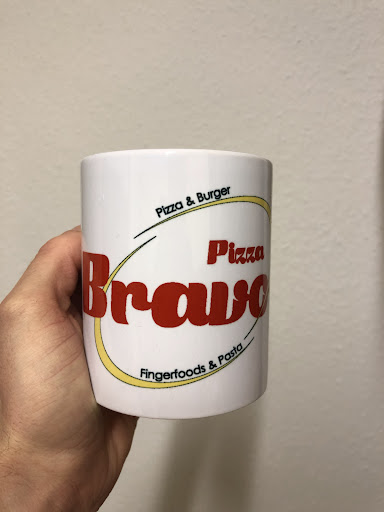 Pizza & Burger
Pizza
Bravo
Fingerfoods & Pasta